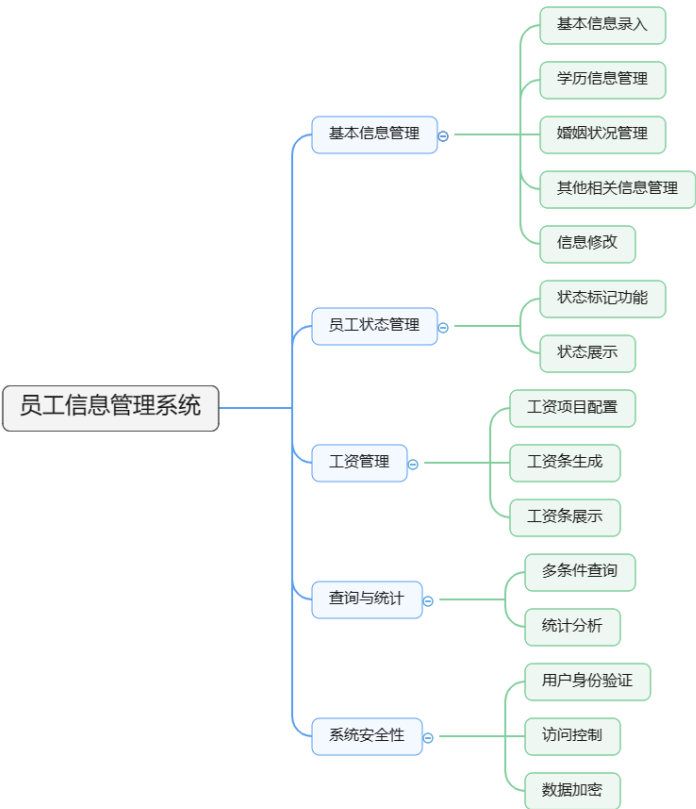 员工信息管理系统
基本信息管理
基本信息录入
学历信息管理
婚姻状况管理
其他相关信息管理
信息修改
员工状态管理
状态标记功能
状态展示
工资管理
工资项目配置
工资条生成
工资条展示
查询与统计
多条件查询
统计分析
系统安全性
用户身份验证
访问控制
数据加密